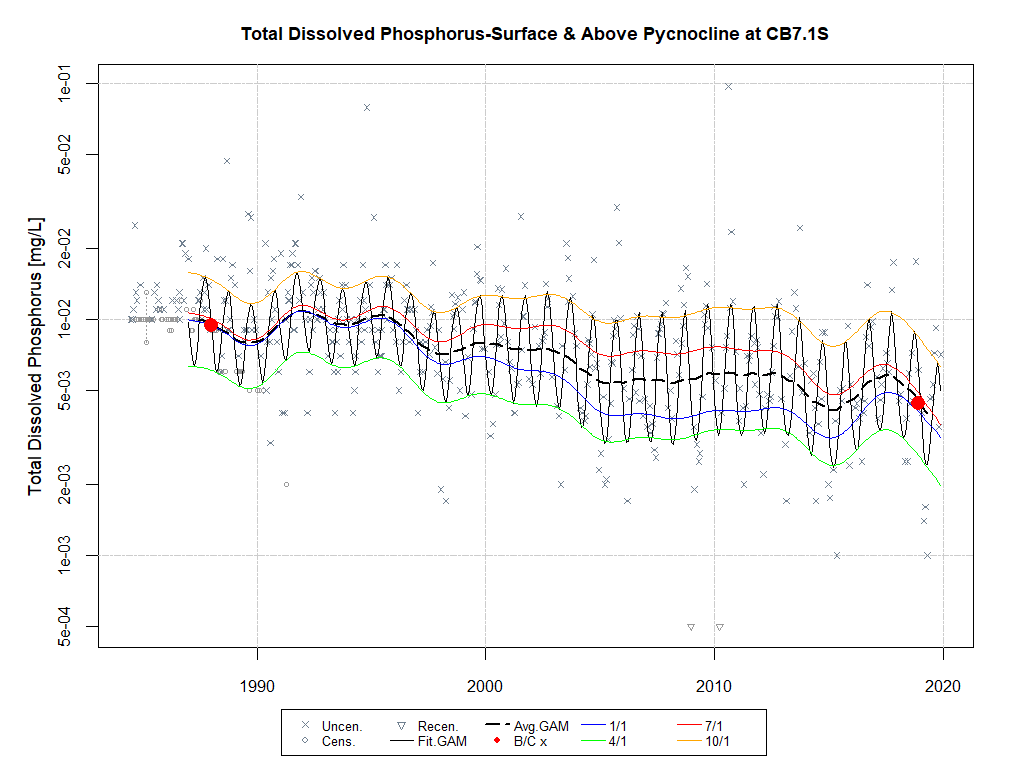 Total Dissolved Phosphorus-Surface & Above Pycnocline at CB7.1S
Total Dissolved Phosphorus [mg/L]
1e-01
5e-02
2e-02
1e-02
5e-03
2e-03
1e-03
5e-04
1990 2000 2010 2020
Uncen. Recen. Avg.GAM 1/1 7/1
Cens. Fit.GAM B/C x 4/1 10/1